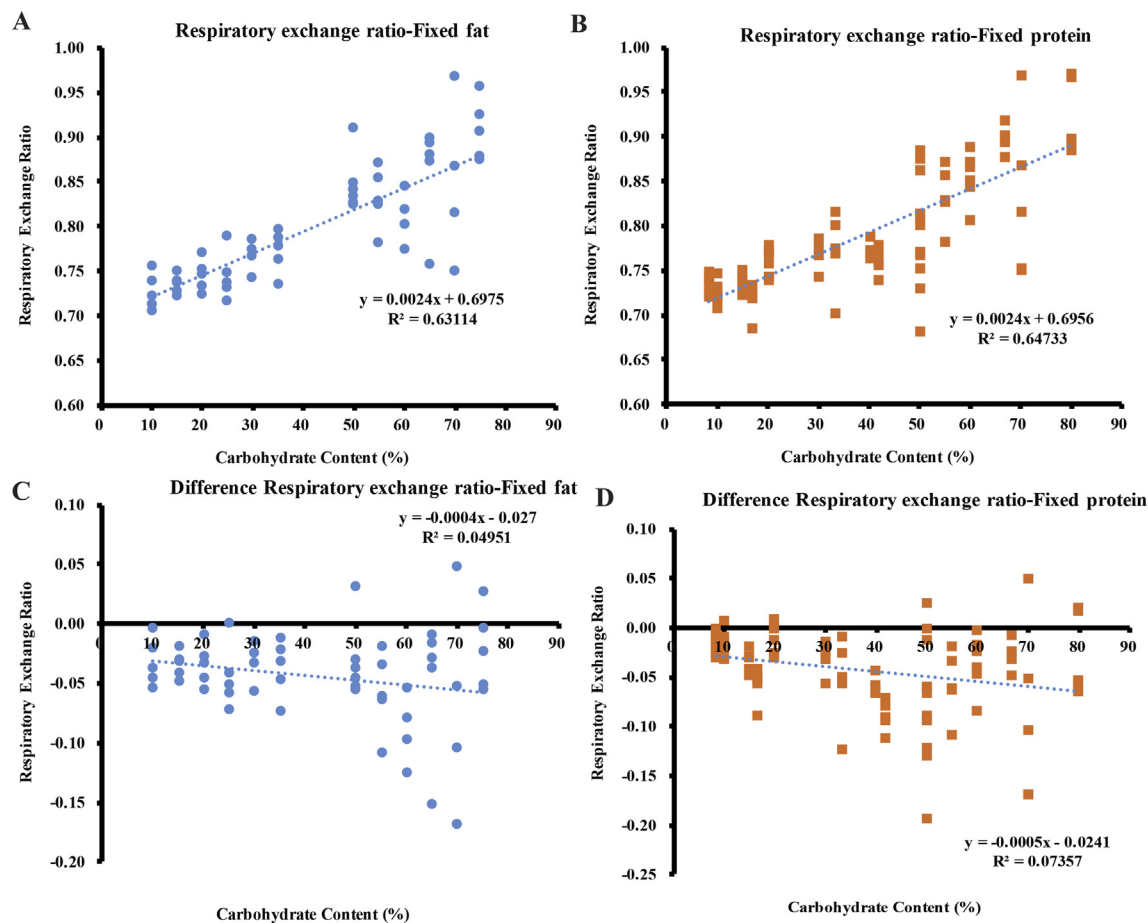 A
Respiratory exchange ratio-Fixed fat
1.00
0.95
0.90
0.85
0.80
0.75
0.70
0.65
0.60
Respiratory Exchange Ratio
y = 0.0024x + 0.6975
R² = 0.63114
0 10 20 30 40 50 60 70 80 90
Carbohydrate Content (%)
B
Respiratory exchange ratio-Fixed protein
1.00
0.95
0.90
0.85
0.80
0.75
0.70
0.65
0.60
Respiratory Exchange Ratio
y = 0.0024x + 0.6956
R² = 0.64733
0 10 20 30 40 50 60 70 80 90
Carbohydrate Content (%)
C
Difference Respiratory exchange ratio-Fixed fat
y = -0.0004x - 0.027
R² = 0.04951
0.10
0.05
0.00
-0.05
-0.10
-0.15
-0.20
Respiratory Exchange Ratio
0 10 20 30 40 50 60 70 80 90
Carbohydrate Content (%)
D
Difference Respiratory exchange ratio-Fixed protein
0.10
0.05
0.00
-0.05
-0.10
-0.15
-0.20
-0.25
Respiratory Exchange Ratio
0 10 20 30 40 50 60 70 80 90
y = -0.0005x - 0.0241
R² = 0.07357
Carbohydrate Content (%)